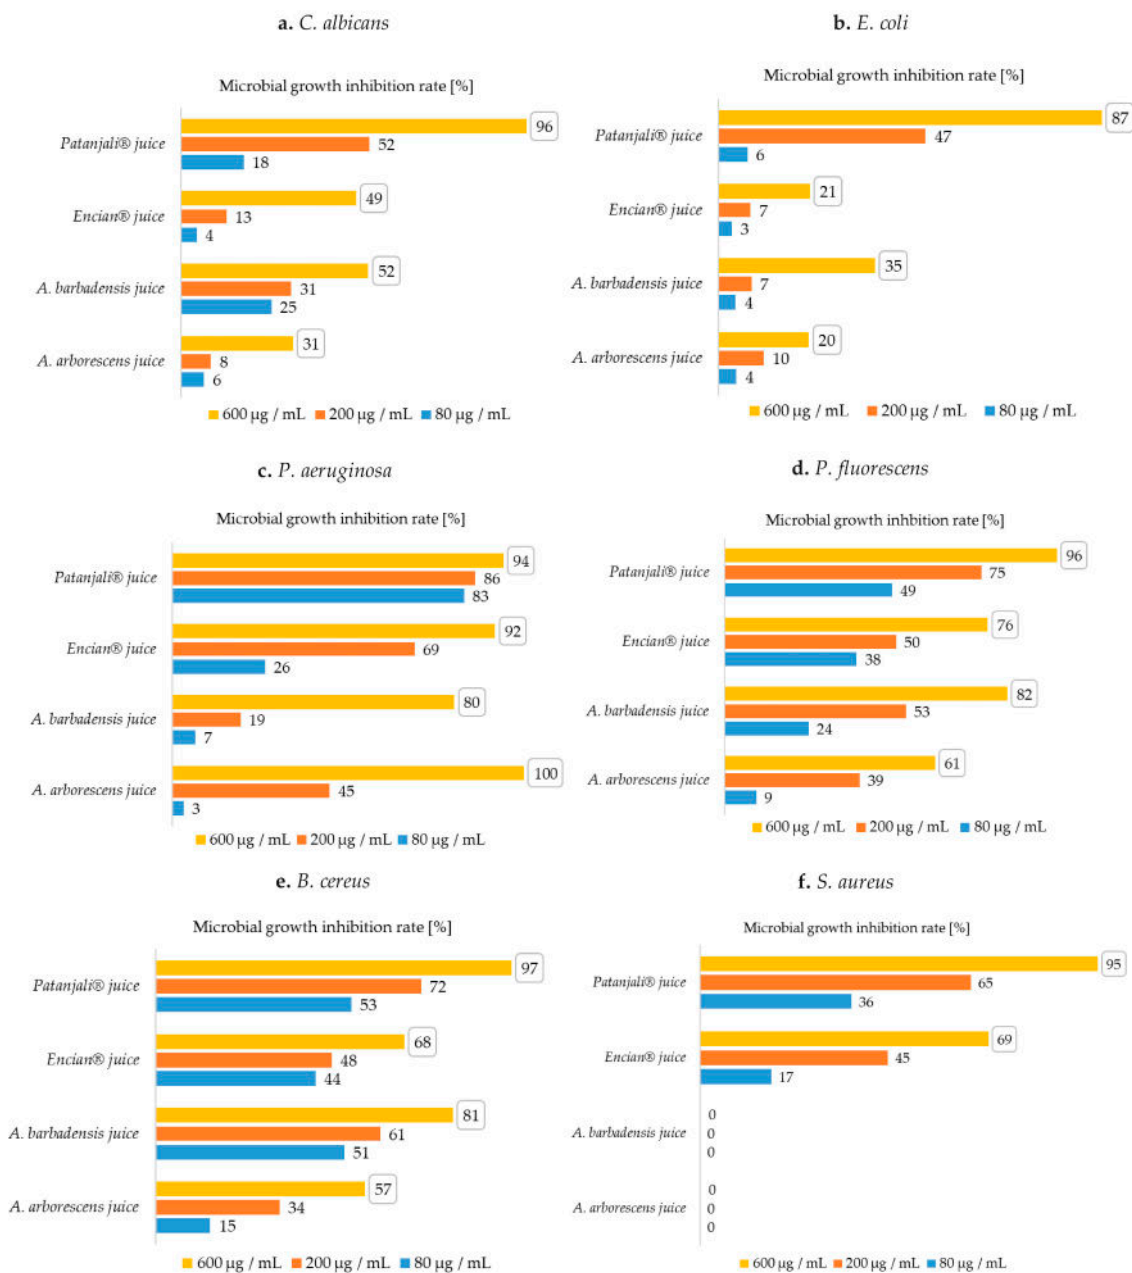 a. C. albicans
Microbial growth inhibition rate [%]
Patanjali® juice
96
52
18
Encian® juice
49
13
4
A. barbadensis juice
52
31
25
A. arborescens juice
31
8
6
600 µg / mL 200 µg / mL 80 µg / mL
b. E. coli
Microbial growth inhibition rate [%]
Patanjali® juice
87
47
6
Encian® juice
21
7
3
A. barbadensis juice
35
7
4
A. arborescens juice
20
10
4
600 µg / mL 200 µg / mL 80 µg / mL
c. P. aeruginosa
Microbial growth inhibition rate [%]
Patanjali® juice
94
86
83
Encian® juice
92
69
26
A. barbadensis juice
80
19
7
A. arborescens juice
100
45
3
600 µg / mL 200 µg / mL 80 µg / mL
d. P. fluorescens
Microbial growth inhbition rate [%]
Patanjali® juice
96
75
49
Encian® juice
76
50
38
A. barbadensis juice
82
53
24
A. arborescens juice
61
39
9
600 µg / mL 200 µg / mL 80 µg / mL
e. B. cereus
Microbial growth inhibition rate [%]
Patanjali® juice
97
72
53
Encian® juice
68
48
44
A. barbadensis juice
81
61
51
A. arborescens juice
57
34
15
600 µg / mL 200 µg / mL 80 µg / mL
f. S. aureus
Microbial growth inhibition rate [%]
Patanjali® juice
95
65
36
Encian® juice
69
45
17
A. barbadensis juice
0
0
0
A. arborescens juice
0
0
0
600 µg / mL 200 µg / mL 80 µg / mL